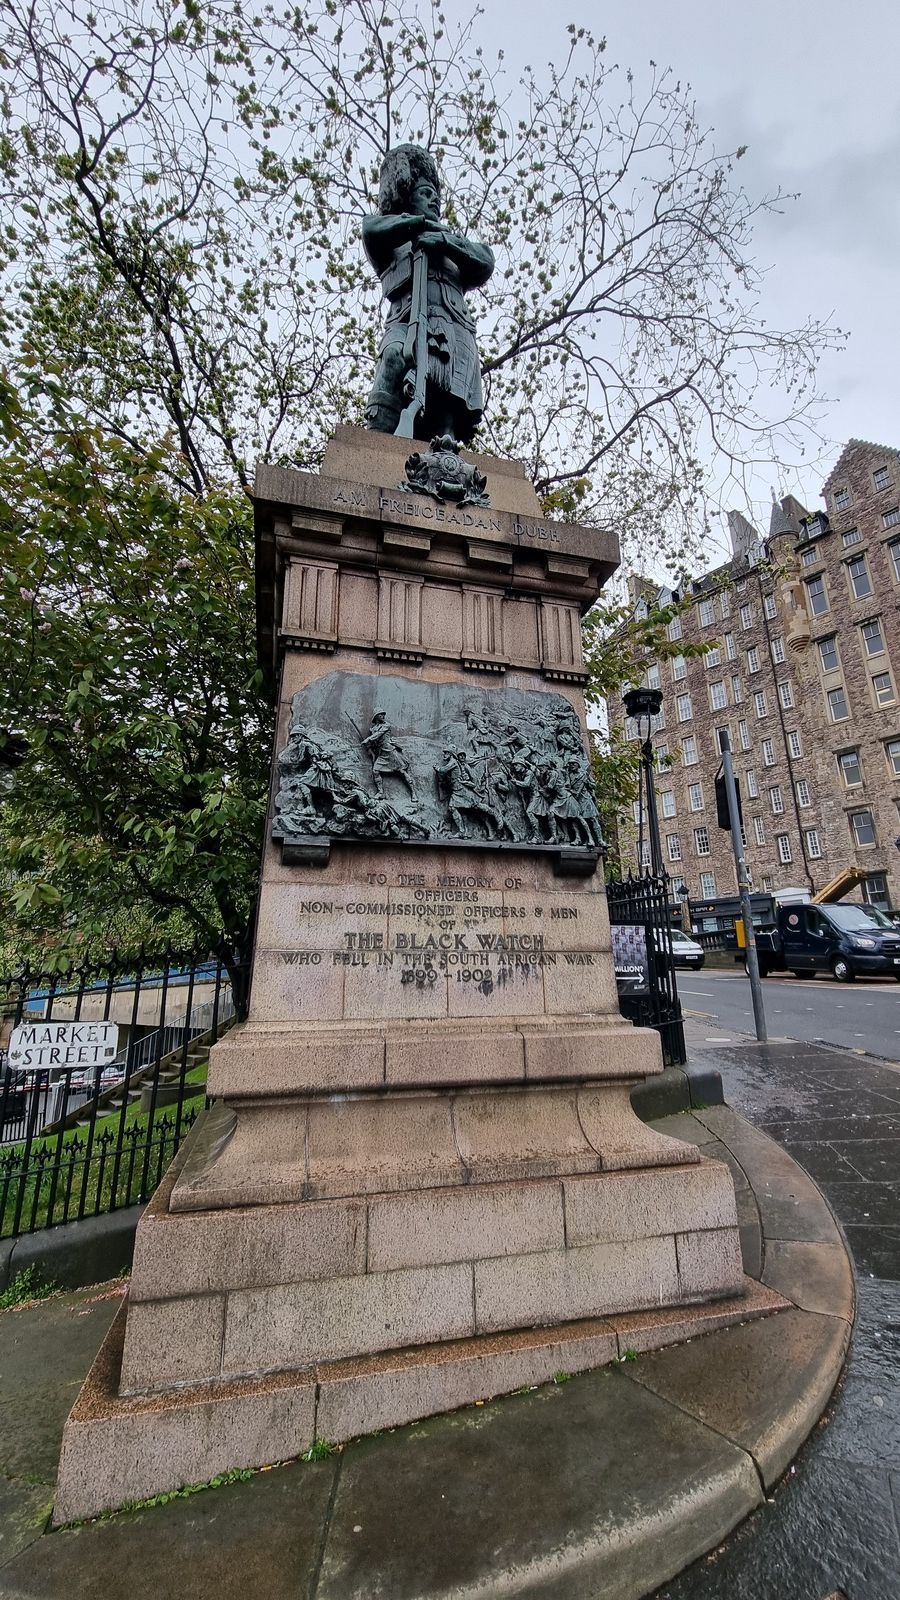 AM FREICEADAN DUBH
TO THE MEMORY OF
OFFICERS
NON-COMMISSIONED OFFICERS & MEN
OF
THE BLACK WATCH
WHO FELL IN THE SOUTH AFRICAN WAR
1899-1902
MARKET
STREET
MILLION?